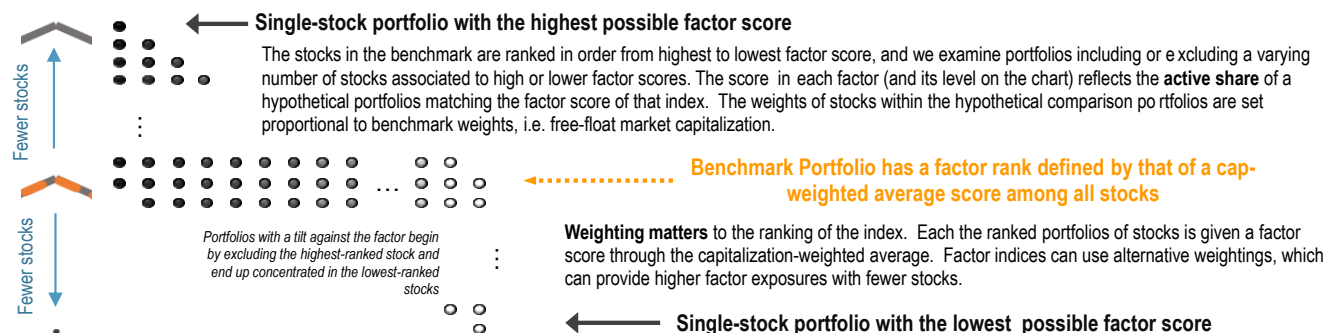 Single-stock portfolio with the highest possible factor score
The stocks in the benchmark are ranked in order from highest to lowest factor score, and we examine portfolios including or e xcluding a varying
number of stocks associated to high or lower factor scores. The score in each factor (and its level on the chart) reflects the active share of a
hypothetical portfolios matching the factor score of that index. The weights of stocks within the hypothetical comparison po rtfolios are set
proportional to benchmark weights, i.e. free-float market capitalization.
Fewer stocks
Benchmark Portfolio has a factor rank defined by that of a cap-
weighted average score among all stocks
Fewer stocks
Portfolios with a tilt against the factor begin
by excluding the highest-ranked stock and
end up concentrated in the lowest-ranked
stocks
Weighting matters to the ranking of the index. Each the ranked portfolios of stocks is given a factor
score through the capitalization-weighted average. Factor indices can use alternative weightings, which
can provide higher factor exposures with fewer stocks.
Single-stock portfolio with the lowest possible factor score